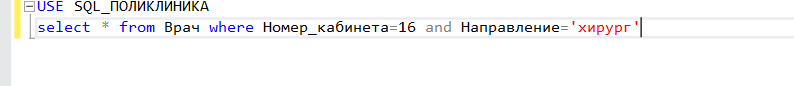 USE SQL_ПОЛИКЛИНИКА
select * from Врач where Номер_кабинета=16 and Направление='хирург'